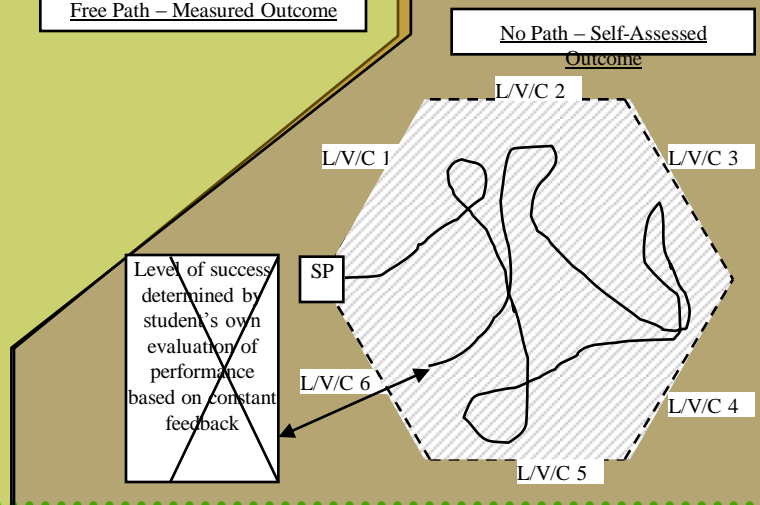 Free Path – Measured Outcome
No Path – Self-Assessed
Outcome
L/V/C 2
L/V/C 1
L/V/C 3
SP
Level of success
determined by
student's own
evaluation of
performance
based on constant
feedback
L/V/C 6
L/V/C 4
L/V/C 5